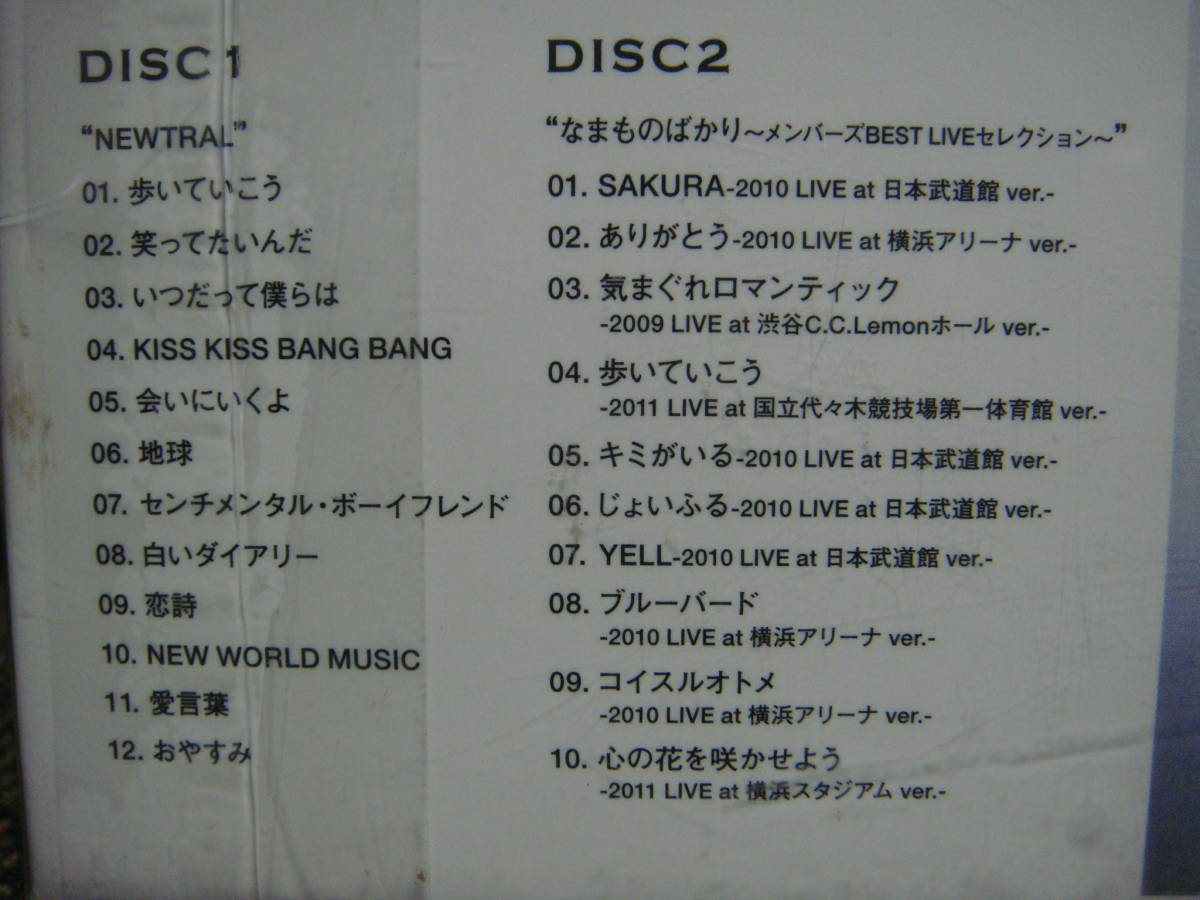 DISC 1
“NEWTRAL”
01. 歩いていこう
02. 笑ってたいんだ
03. いつだって僕らは
04. KISS KISS BANG BANG
05. 会いにいくよ
06. 地球
07. センチメンタル・ボーイフレンド
08. 白いダイアリー
09. 恋詩
10. NEW WORLD MUSIC
11. 愛言葉
12. おやすみ
DISC2
“なまものばかり～メンバーズBEST LIVEセレクション～”
01. SAKURA-2010 LIVE at 日本武道館 ver.-
02. ありがとう-2010 LIVE at 横浜アリーナ ver.-
03. 気まぐれロマンティック
-2009 LIVE at 渋谷C.C.Lemonホール ver.-
04. 歩いていこう
-2011 LIVE at 国立代々木競技場第一体育館 ver.-
05. キミがいる-2010 LIVE at 日本武道館 ver.-
06. じょいふる-2010 LIVE at 日本武道館 ver.-
07. YELL-2010 LIVE at 日本武道館 ver.-
08. ブルーバード
-2010 LIVE at 横浜アリーナ ver.-
09. コイスルオトメ
-2010 LIVE at 横浜アリーナ ver.-
10. 心の花を咲かせよう
-2011 LIVE at 横浜スタジアム ver.-